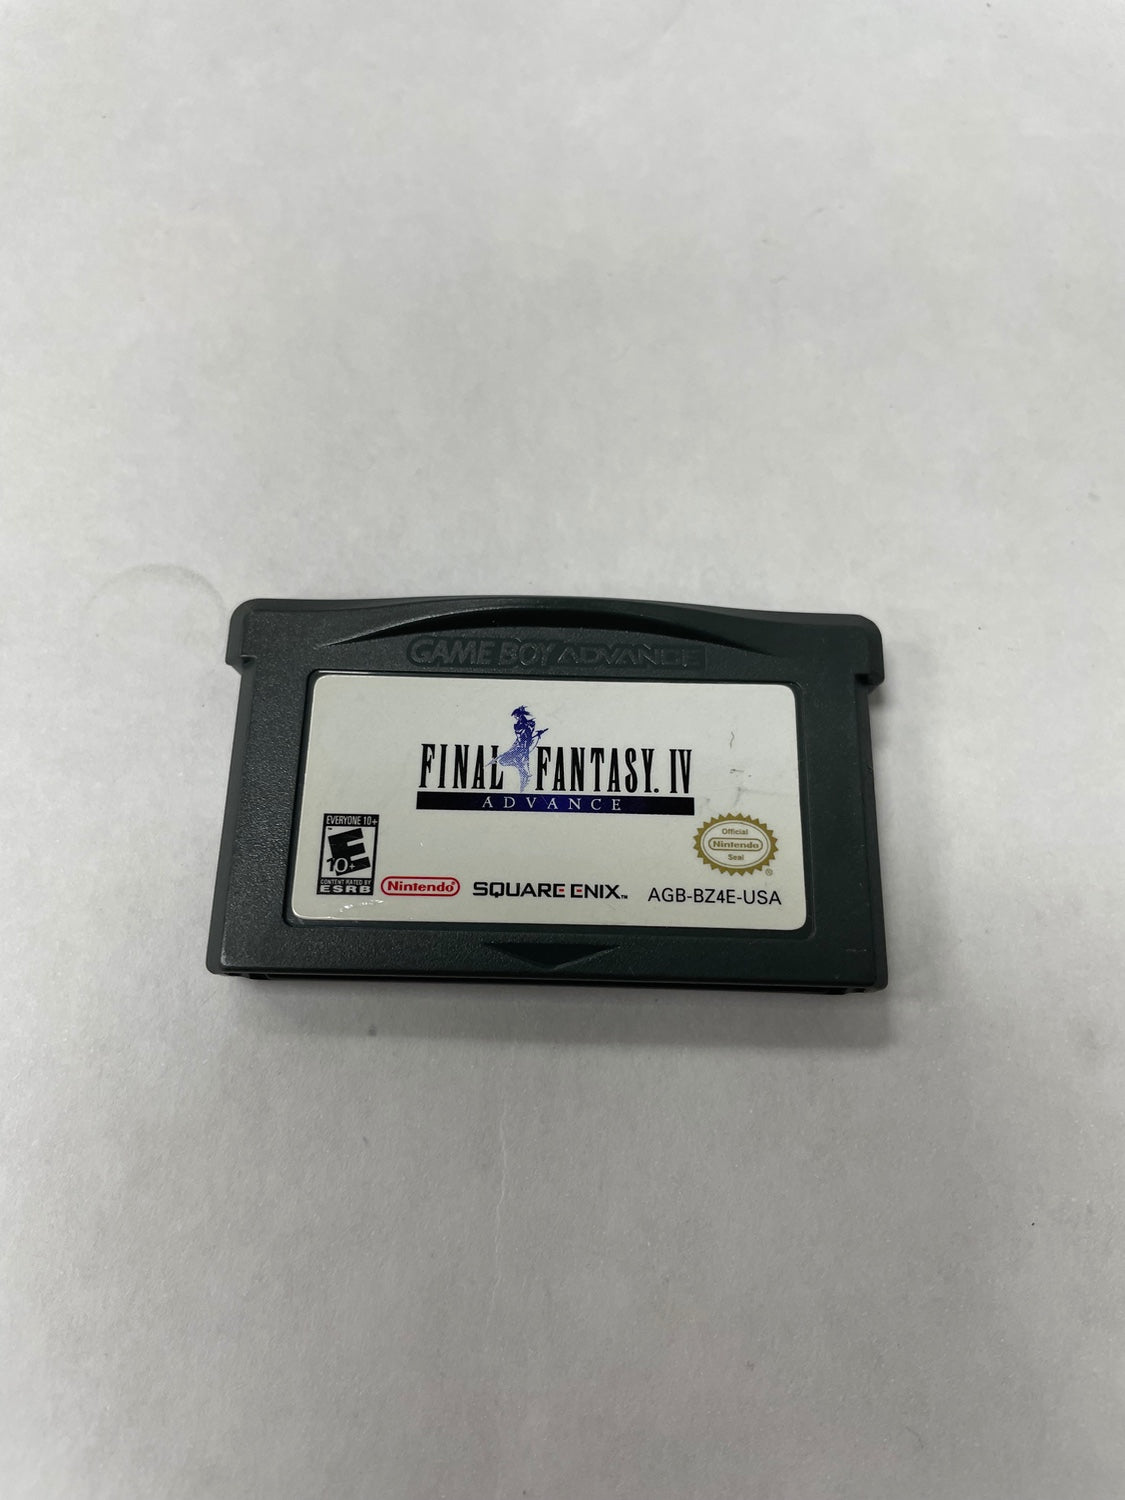 GAME BOY ADVANCE
FINAL FANTASY. IV
ADVANCE
EVERYONE 10+
E
10+
CONTENT RATED BY
ESRB
Nintendo®
SQUARE ENIX™
Official
Nintendo
Seal
®
AGB-BZ4E-USA